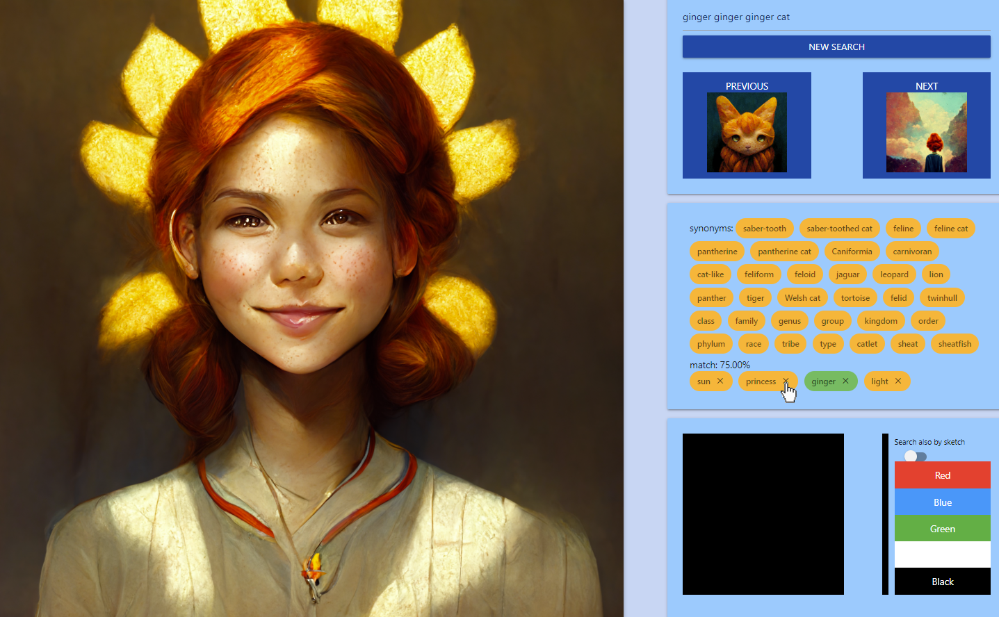 ginger ginger ginger cat
NEW SEARCH
PREVIOUS
NEXT
synonyms: saber-tooth saber-toothed cat feline feline cat
pantherine pantherine cat Caniformia carnivoran
cat-like feliform feloid jaguar leopard lion
panther tiger Welsh cat tortoise felid twinhull
class family genus group kingdom order
phylum race tribe type catlet sheat sheatfish
match: 75.00%
sun × princess × ginger × light ×
Search also by sketch
Red
Blue
Green
Black